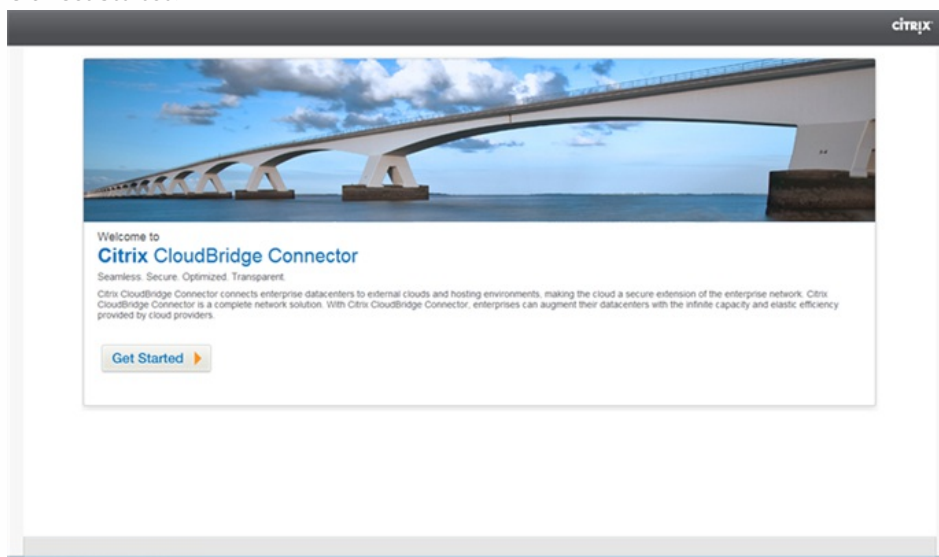 CİTRIX
Welcome to
Citrix CloudBridge Connector
Seamless. Secure. Optimized. Transparent.
Citrix CloudBridge Connector connects enterprise datacenters to external clouds and hosting environments, making the cloud a secure extension of the enterprise network. Citrix
CloudBridge Connector is a complete network solution. With Citrix CloudBridge Connector, enterprises can augment their datacenters with the infinite capacity and elastic efficiency
provided by cloud providers.
Get Started